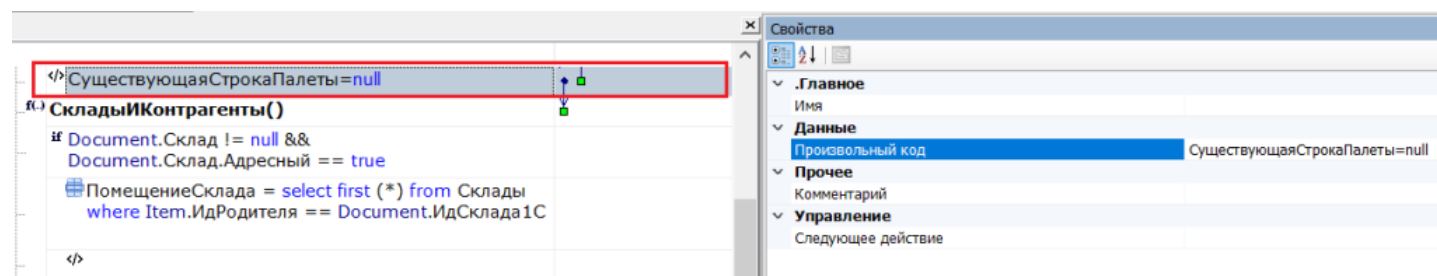 Свойства
СуществующаяСтрокаПалеты=null
СкладыИКонтрагенты()
if Document.Склад != null &&
Document.Склад.Адресный == true
ПомещениеСклада = select first (*) from Склады
where Item.ИдРодителя == Document.ИдСклада1С
.Главное
Имя
Данные
Произвольный код СуществующаяСтрокаПалеты=null
Прочее
Комментарий
Управление
Следующее действие